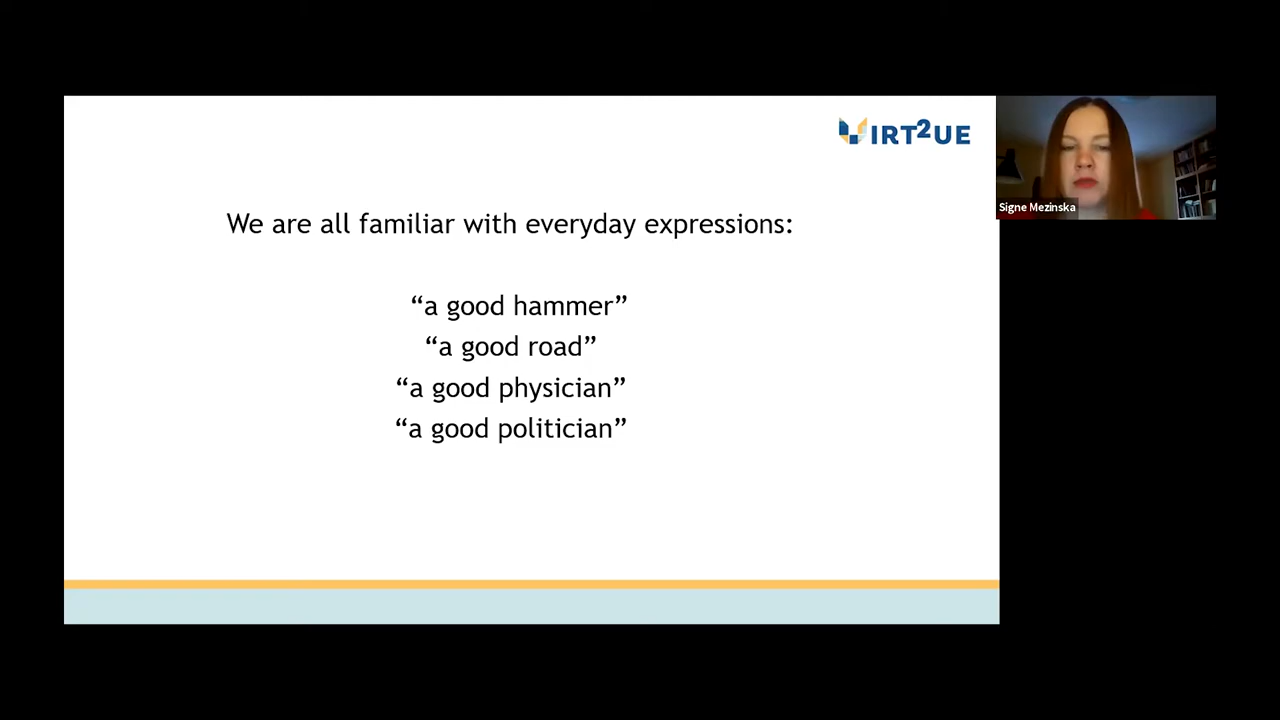 VIRT2UE
Signe Mezinska
We are all familiar with everyday expressions:
“a good hammer”
“a good road”
“a good physician”
“a good politician”